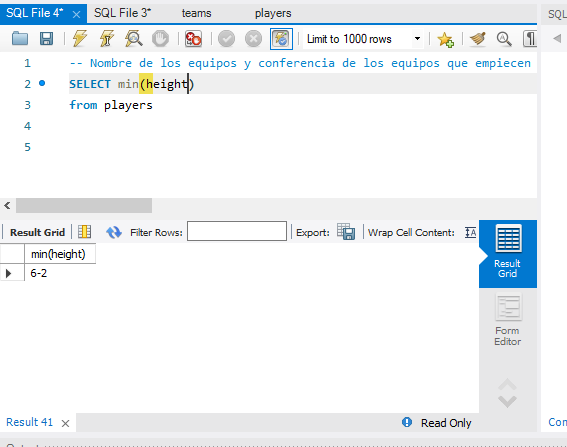 SQL File 4* × SQL File 3* teams players SQL
Limit to 1000 rows
1 -- Nombre de los equipos y conferencia de los equipos que empiecen
2 SELECT min(height)
3 from players
4
5
Result Grid Filter Rows: Export: Wrap Cell Content:
min(height)
6-2
Result
Grid
Form
Editor
Result 41 × Read Only Con